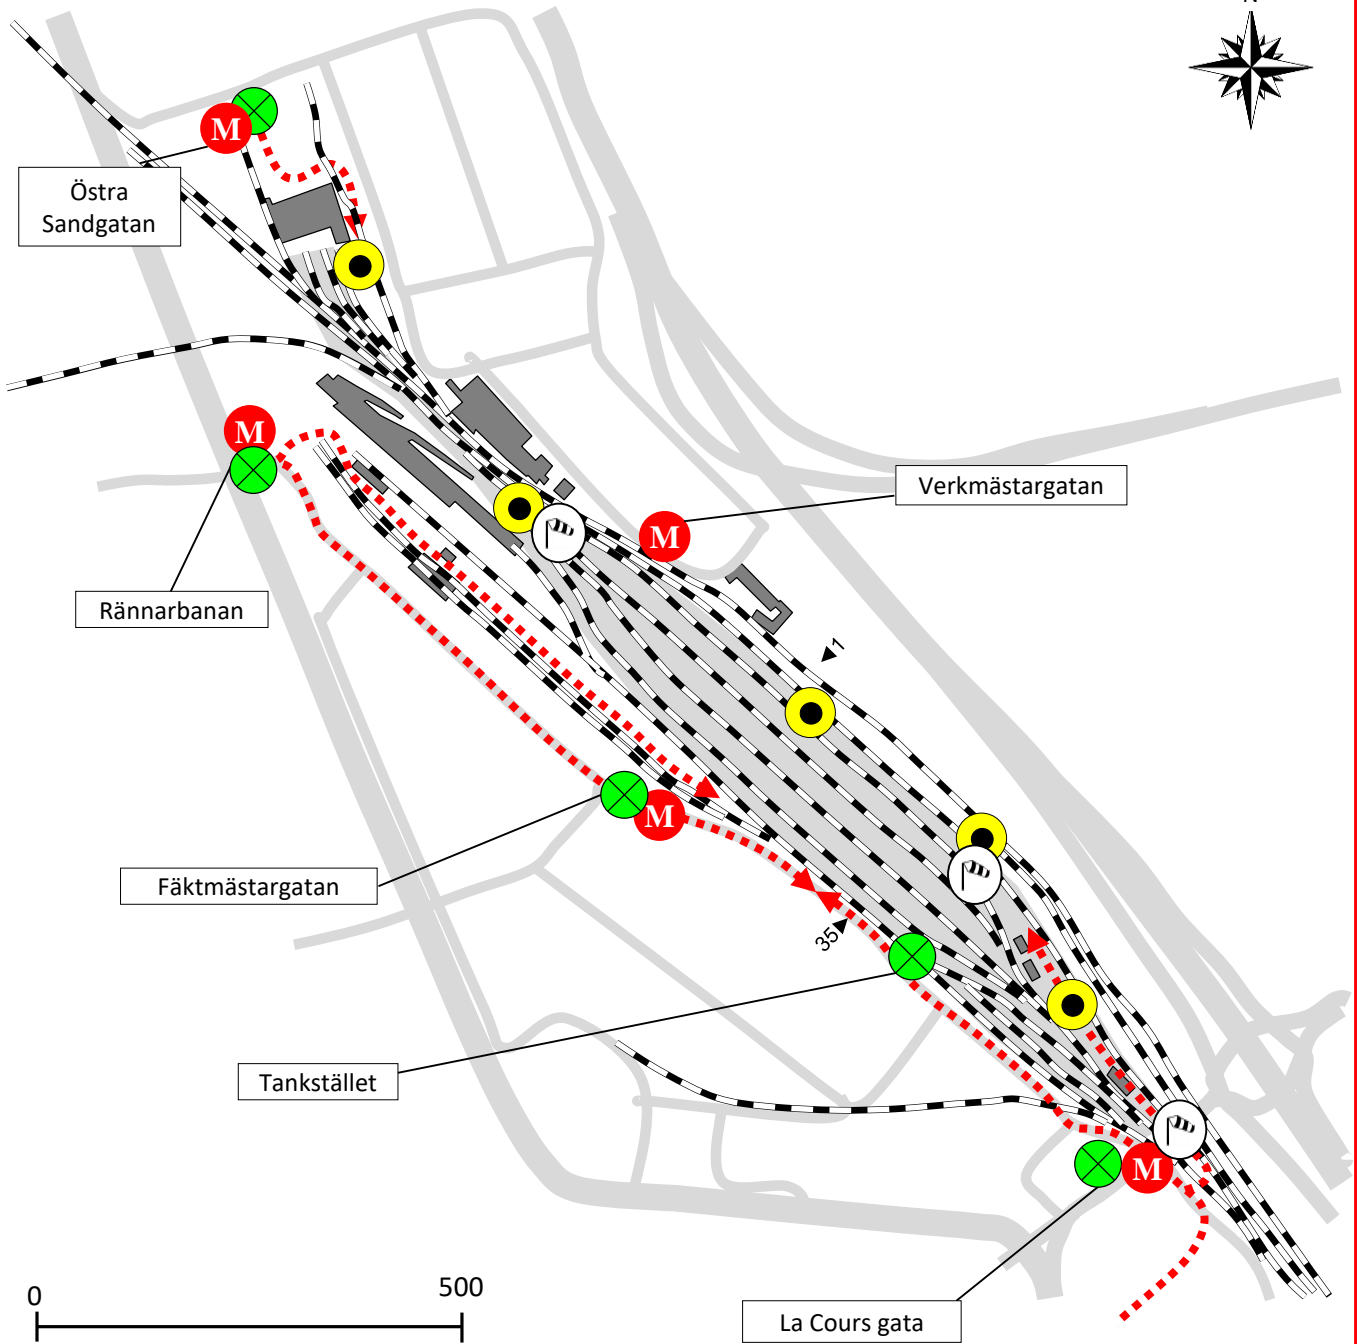 N
M
Östra
Sandgatan
M
Verkmästargatan
M
Rännarbanan
1
M
Fäktmästargatan
35
Tankstället
M
0
500
La Cours gata